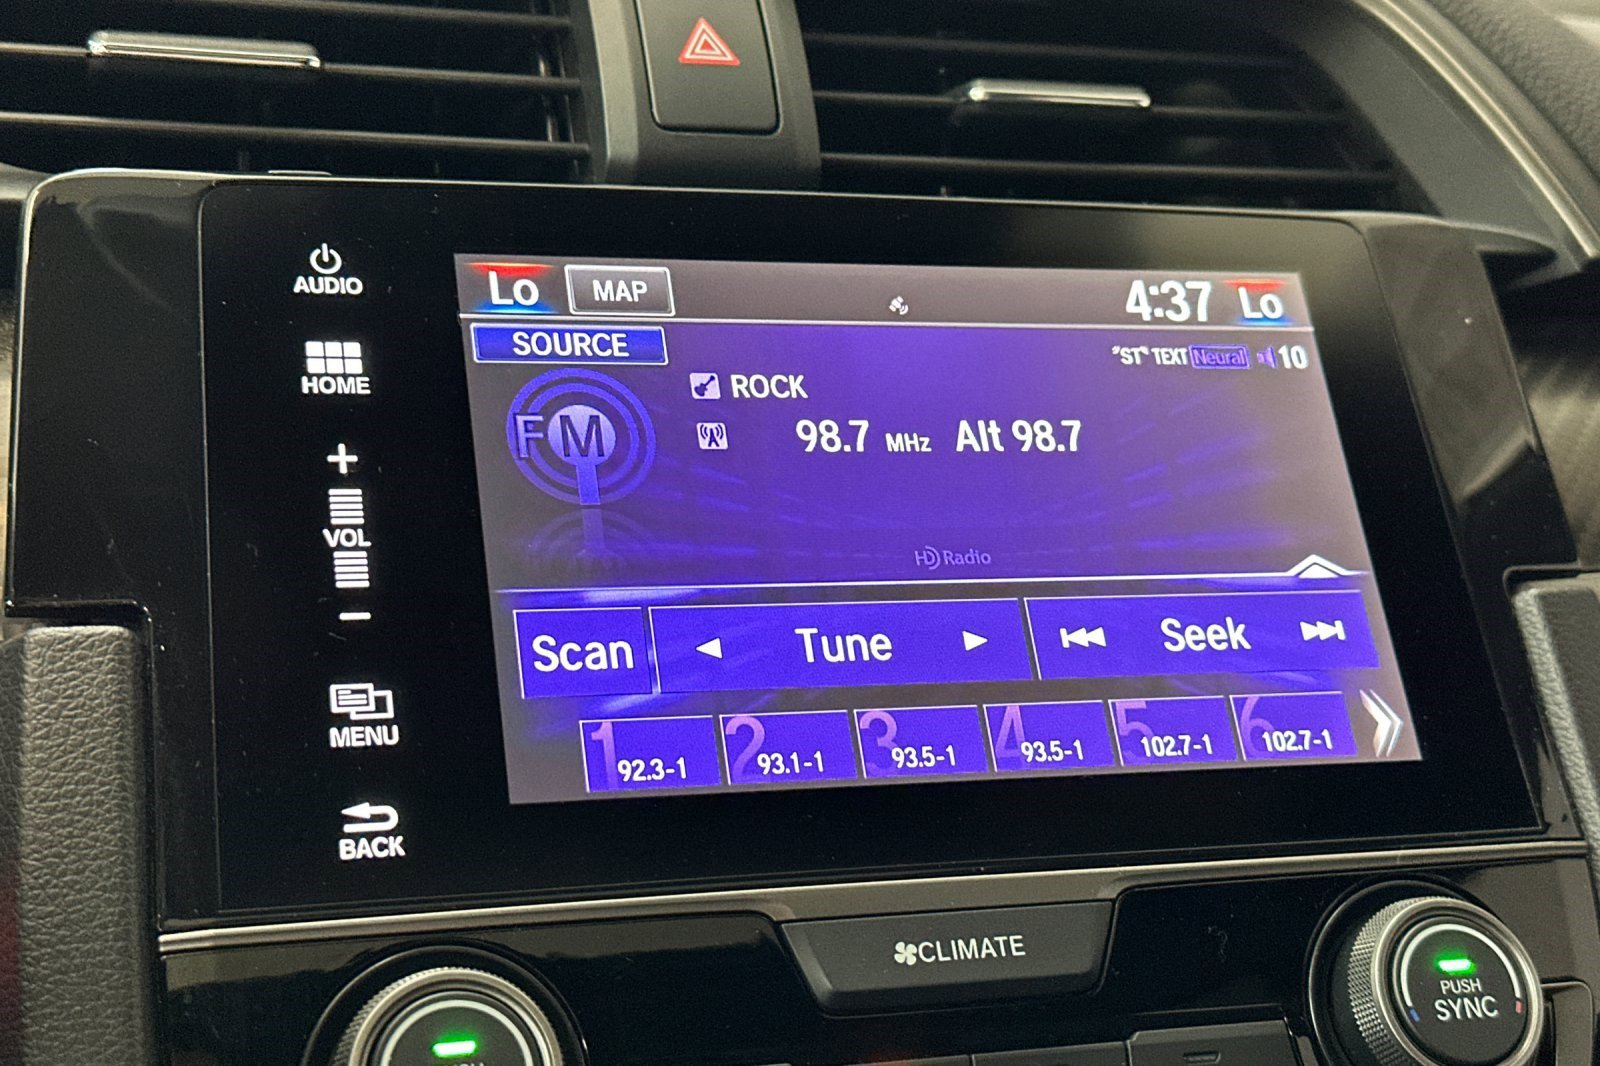 AUDIO
HOME
+
VOL
−
MENU
BACK
Lo MAP 4:37 Lo
SOURCE
"ST" TEXT Neural 10
FM
ROCK
98.7 MHz Alt 98.7
HD Radio
Scan Tune Seek
1 92.3-1
2 93.1-1
3 93.5-1
4 93.5-1
5 102.7-1
6 102.7-1
CLIMATE
PUSH
SYNC